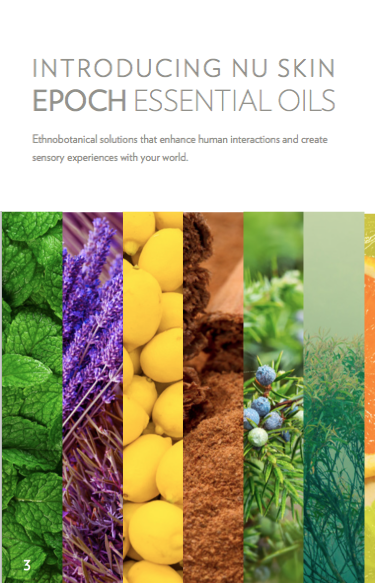 INTRODUCING NU SKIN
EPOCH ESSENTIAL OILS
Ethnobotanical solutions that enhance human interactions and create
sensory experiences with your world.
3